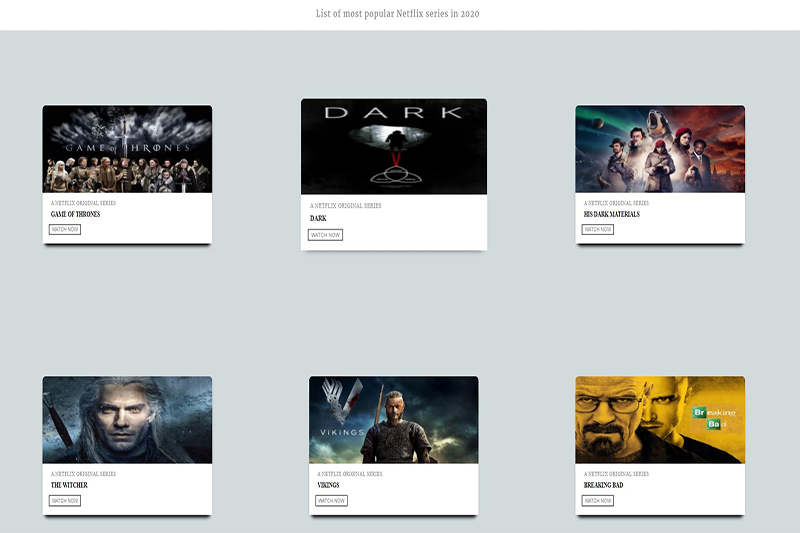 List of most popular Netflix series in 2020
GAME of THRONES
A NETFLIX ORIGINAL SERIES
GAME OF THRONES
WATCH NOW
DARK
A NETFLIX ORIGINAL SERIES
DARK
WATCH NOW
A NETFLIX ORIGINAL SERIES
HIS DARK MATERIALS
WATCH NOW
A NETFLIX ORIGINAL SERIES
THE WITCHER
WATCH NOW
VIKINGS
A NETFLIX ORIGINAL SERIES
VIKINGS
WATCH NOW
Breaking
Bad
A NETFLIX ORIGINAL SERIES
BREAKING BAD
WATCH NOW